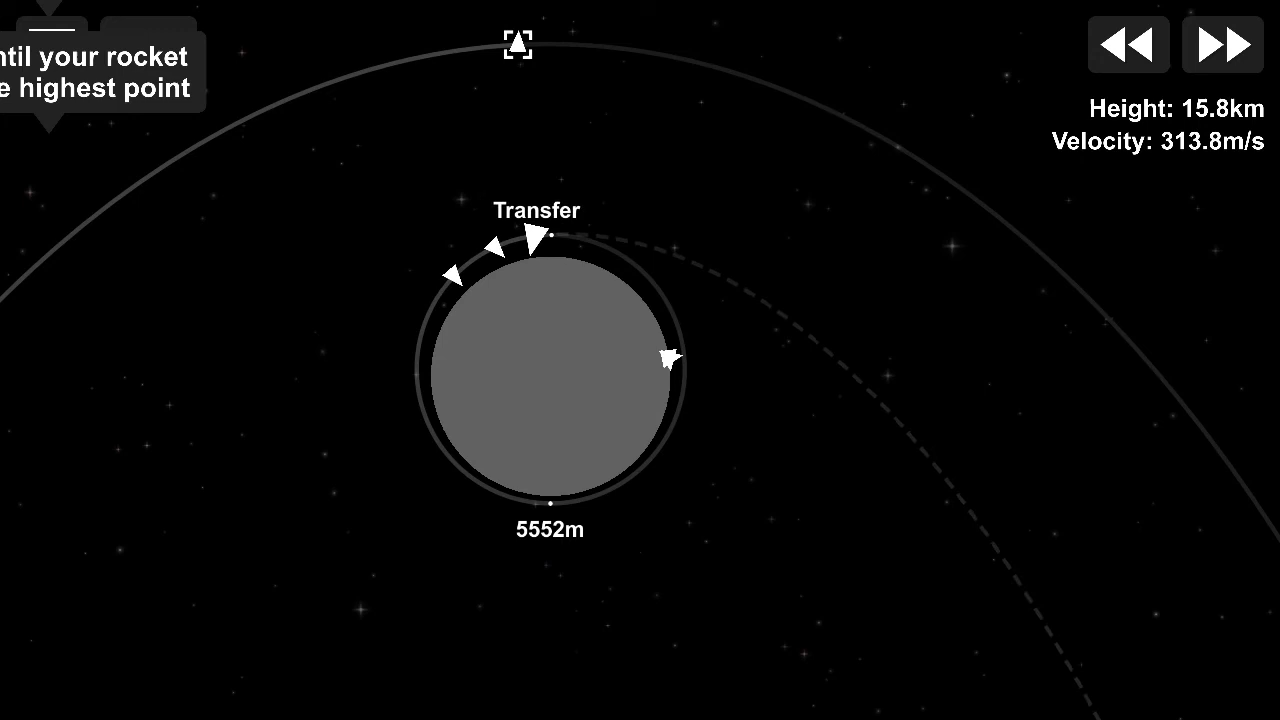 ntil your rocket
e highest point
Height: 15.8km
Velocity: 313.8m/s
Transfer
5552m